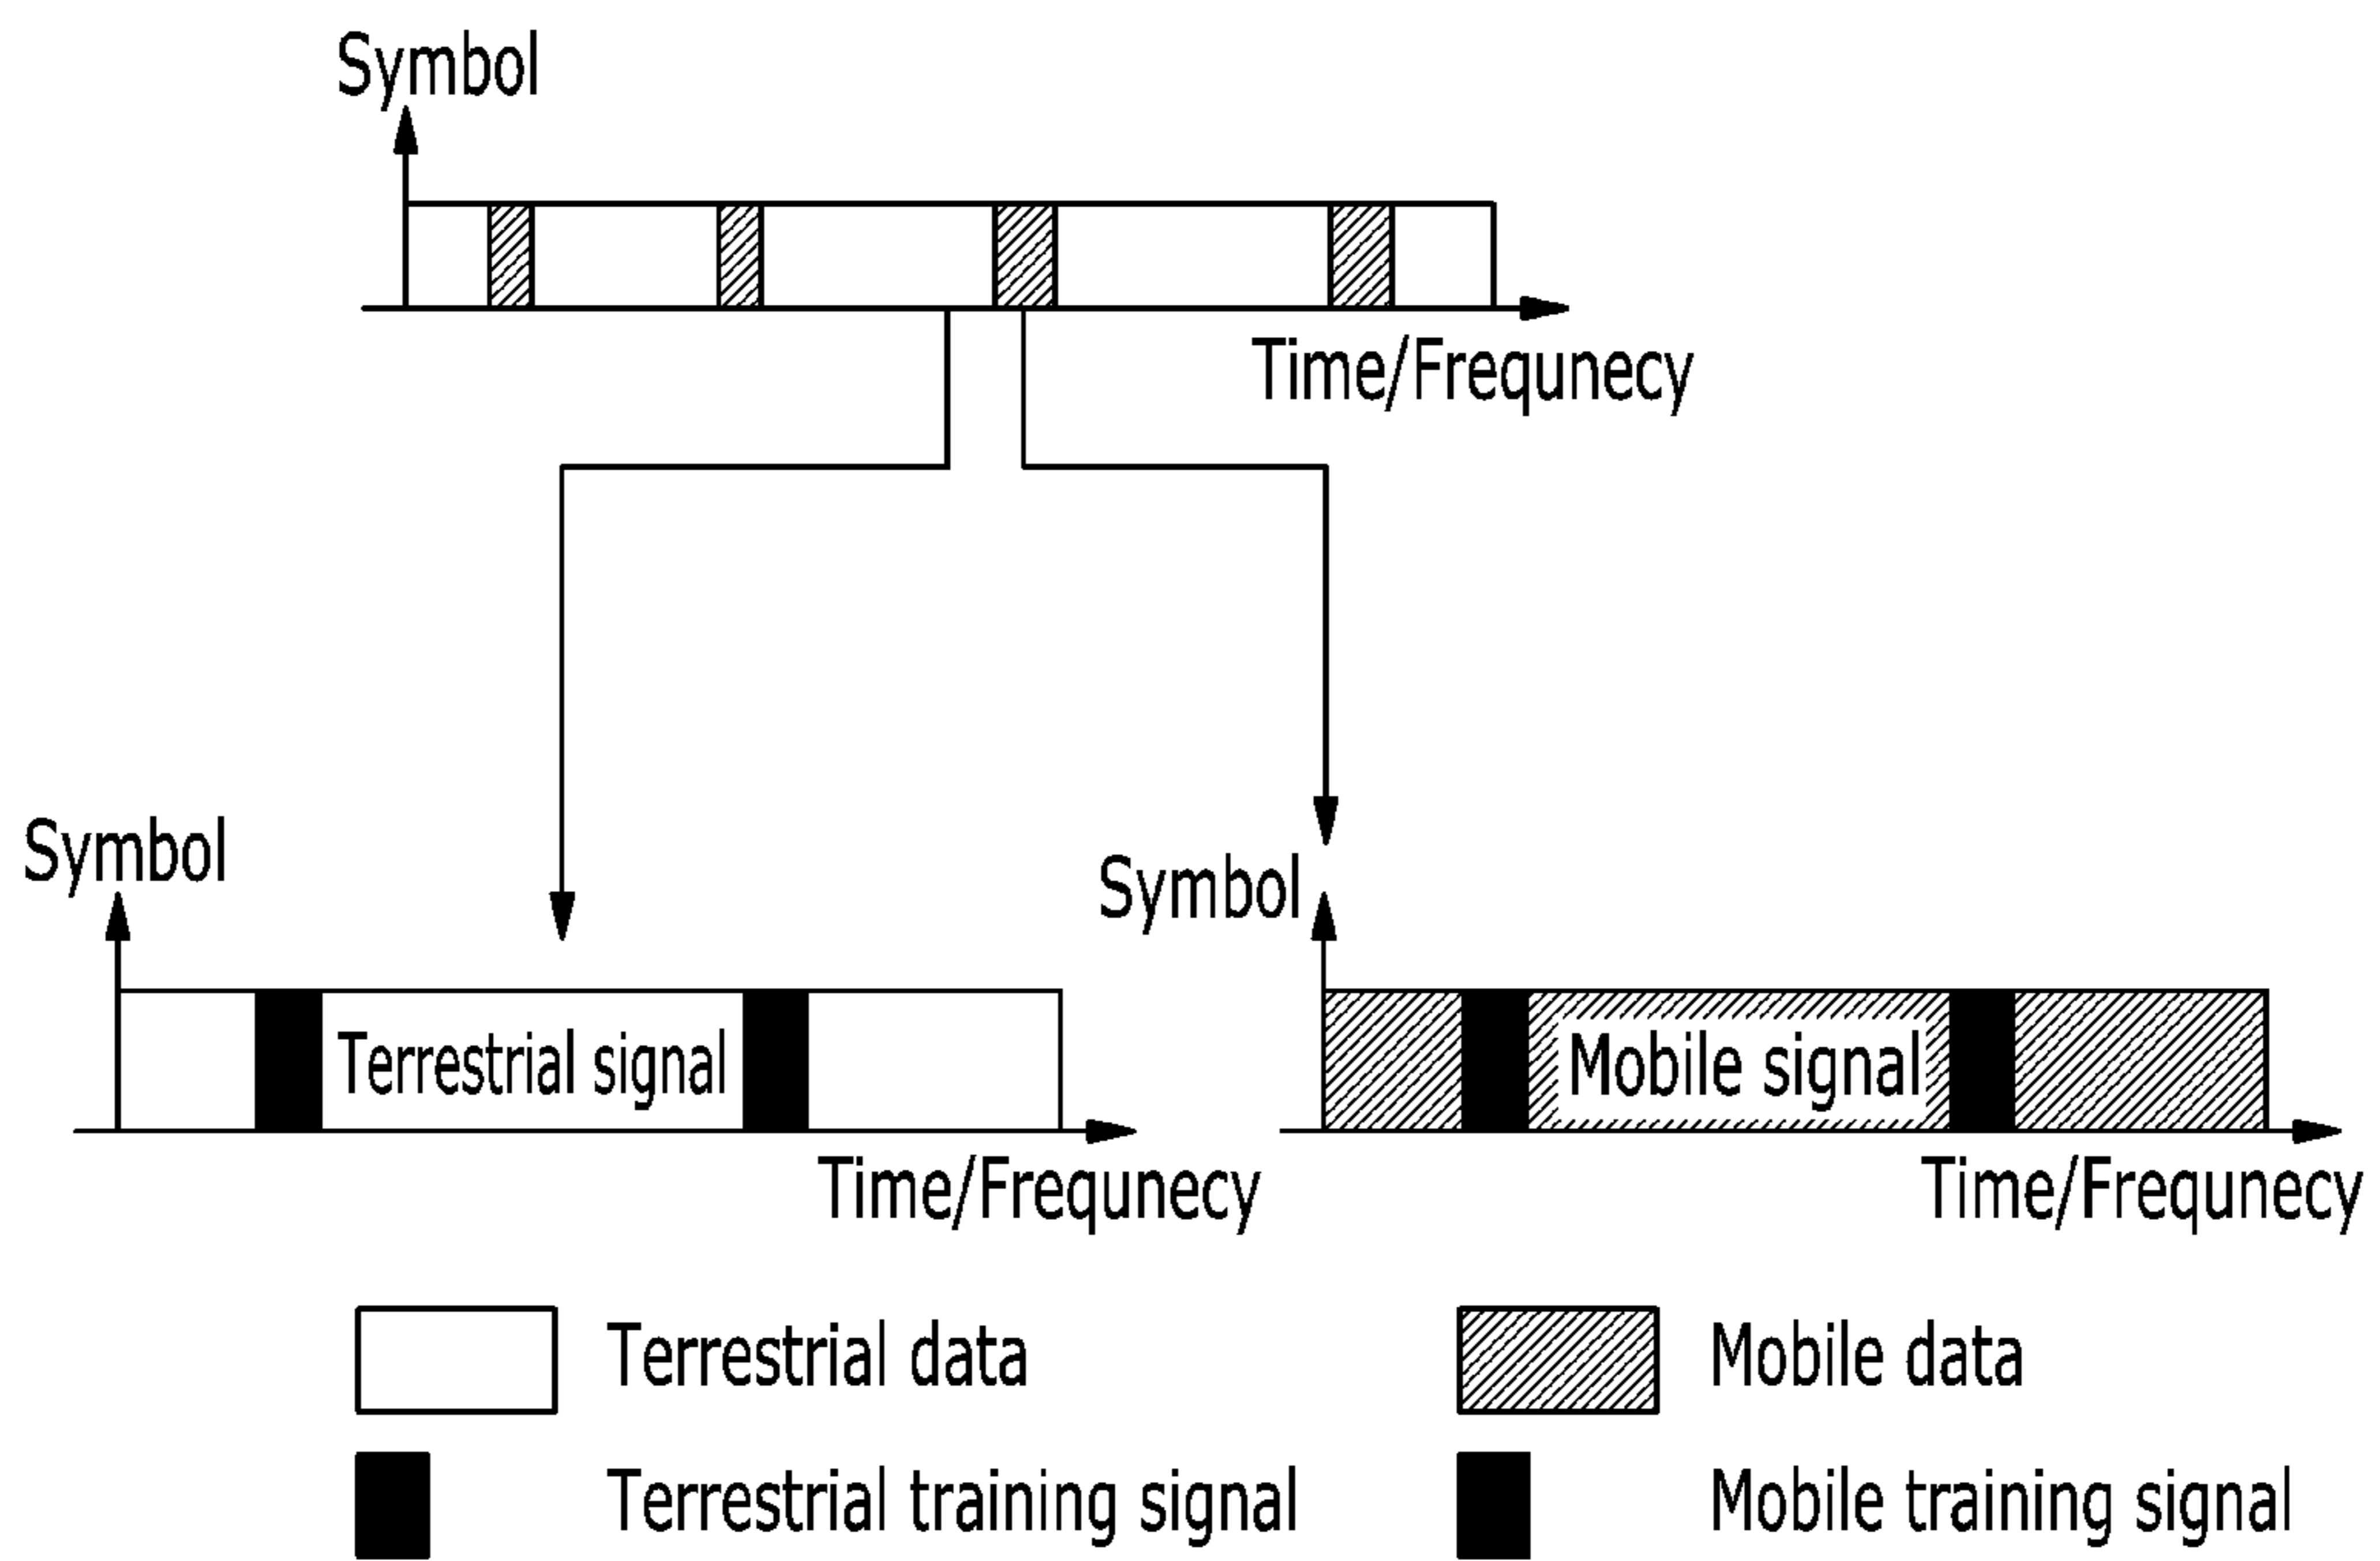 Symbol
Time/Frequnecy
Symbol
Symbol
Terrestrial signal
Mobile signal
Time/Frequnecy
Time/Frequnecy
Terrestrial data
Mobile data
Terrestrial training signal
Mobile training signal